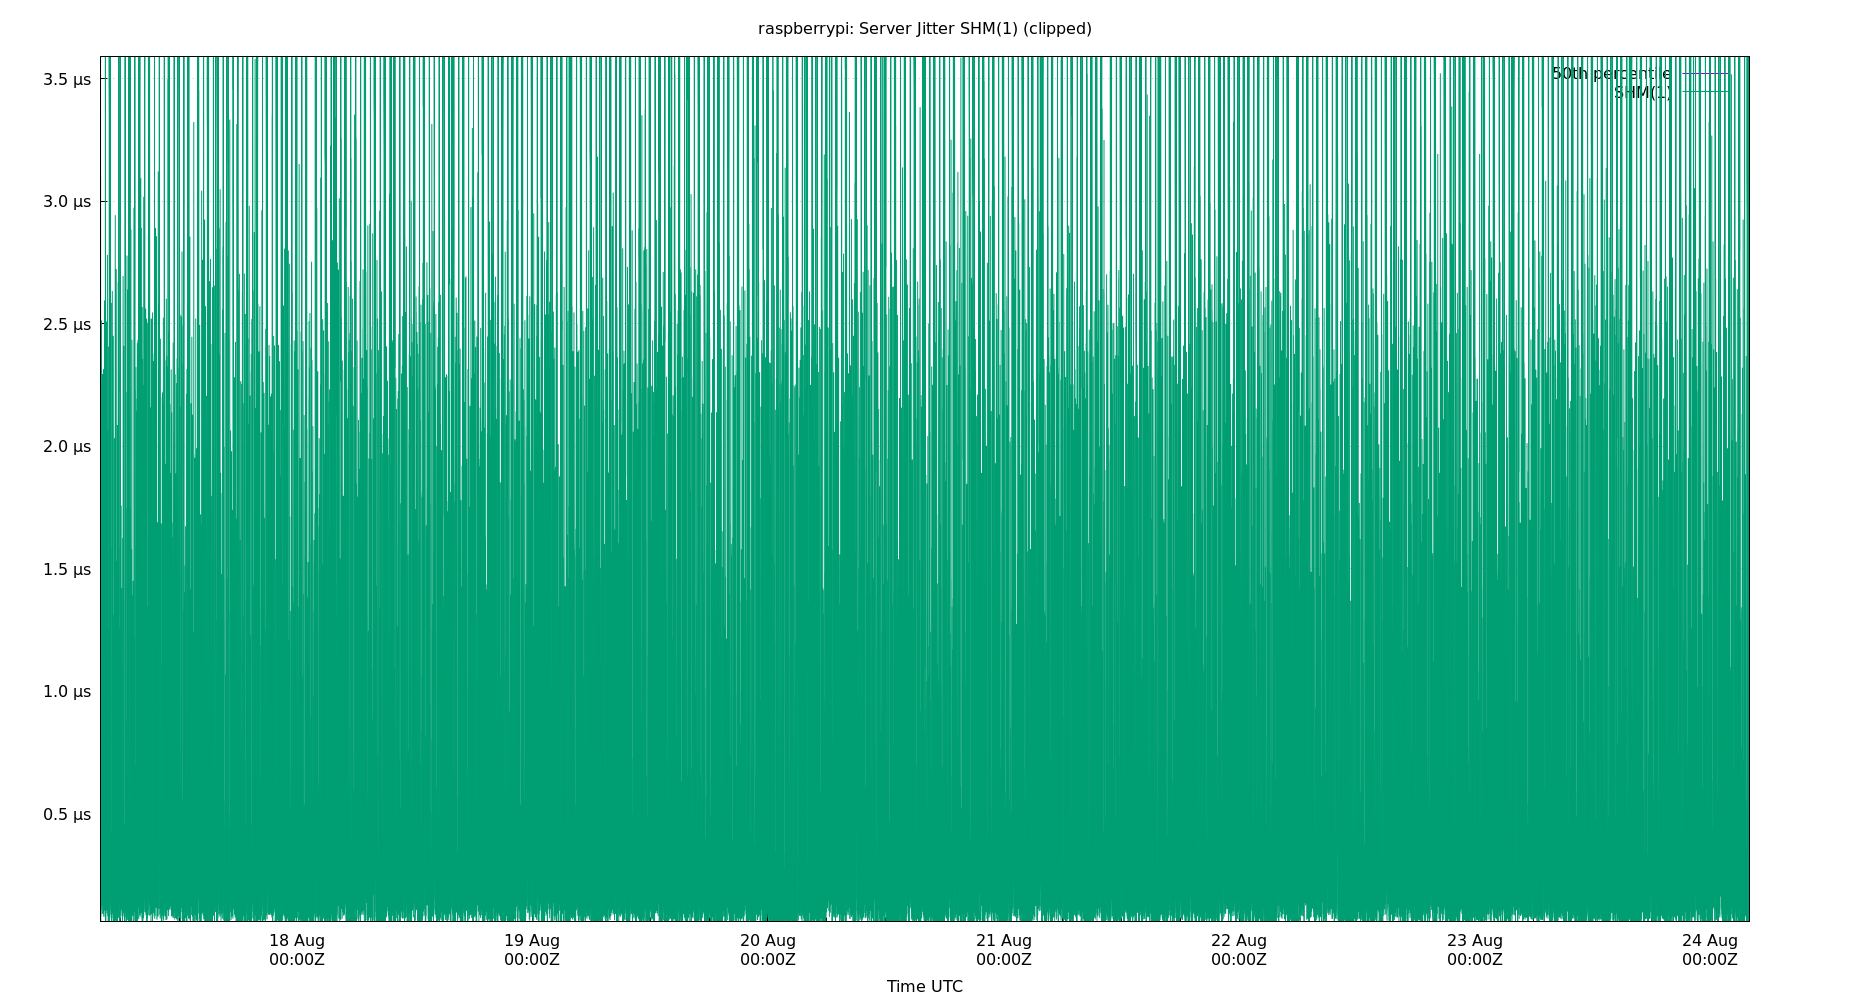 raspberrypi: Server Jitter SHM(1) (clipped)
3.5 µs
3.0 µs
2.5 µs
2.0 µs
1.5 µs
1.0 µs
0.5 µs
50th percentile
SHM(1)
18 Aug
00:00Z
19 Aug
00:00Z
20 Aug
00:00Z
21 Aug
00:00Z
22 Aug
00:00Z
23 Aug
00:00Z
24 Aug
00:00Z
Time UTC